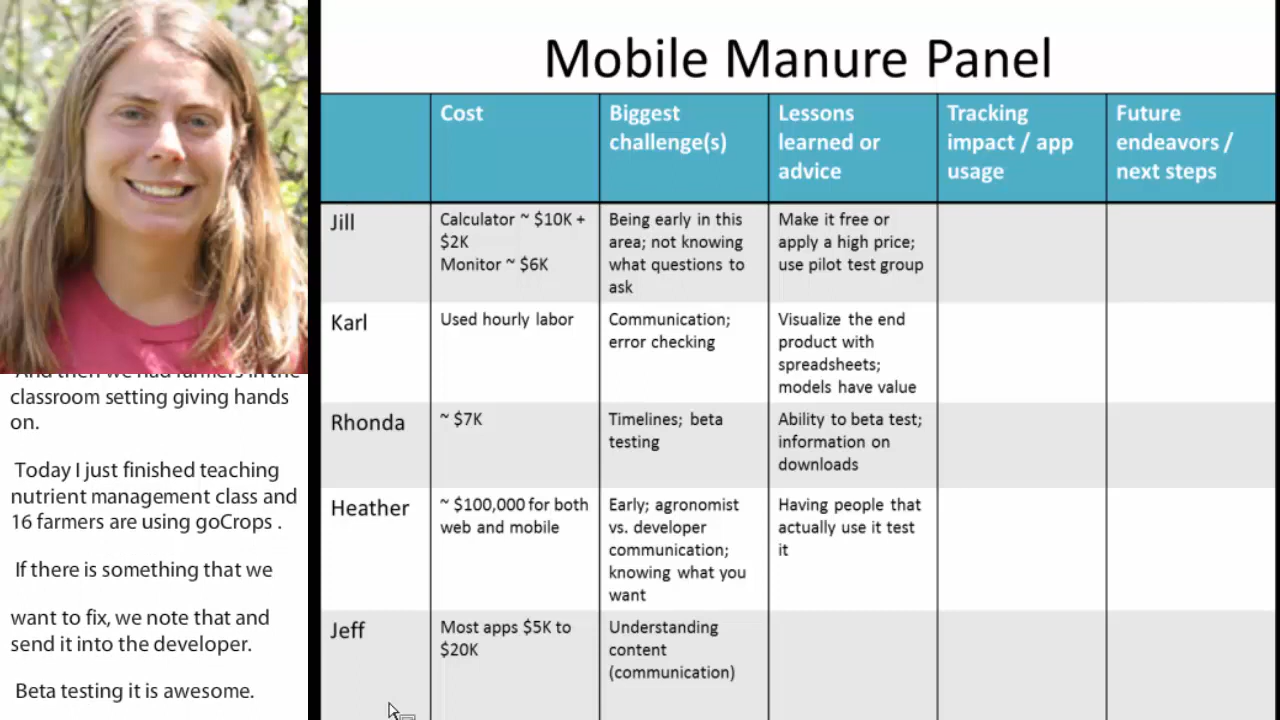 Mobile Manure Panel
Cost
Biggest
challenge(s)
Lessons
learned or
advice
Tracking
impact / app
usage
Future
endeavors /
next steps
Jill
Calculator ~ $10K +
$2K
Monitor ~ $6K
Being early in this
area; not knowing
what questions to
ask
Make it free or
apply a high price;
use pilot test group
Karl
Used hourly labor
Communication;
error checking
Visualize the end
product with
spreadsheets;
models have value
Rhonda
~ $7K
Timelines; beta
testing
Ability to beta test;
information on
downloads
Heather
~ $100,000 for both
web and mobile
Early; agronomist
vs. developer
communication;
knowing what you
want
Having people that
actually use it test
it
Jeff
Most apps $5K to
$20K
Understanding
content
(communication)
And then we had farmers in the
classroom setting giving hands
on.
Today I just finished teaching
nutrient management class and
16 farmers are using goCrops .
If there is something that we
want to fix, we note that and
send it into the developer.
Beta testing it is awesome.